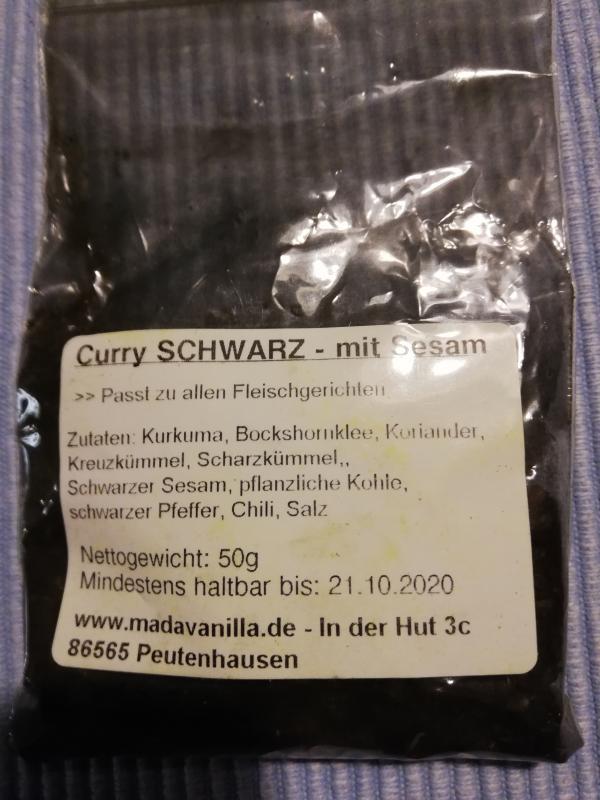 Curry SCHWARZ - mit Sesam
>> Passt zu allen Fleischgerichten
Zutaten: Kurkuma, Bockshornklee, Koriander,
Kreuzkümmel, Scharzkümmel,,
Schwarzer Sesam, pflanzliche Kohle,
schwarzer Pfeffer, Chili, Salz
Nettogewicht: 50g
Mindestens haltbar bis: 21.10.2020
www.madavanilla.de - In der Hut 3c
86565 Peutenhausen